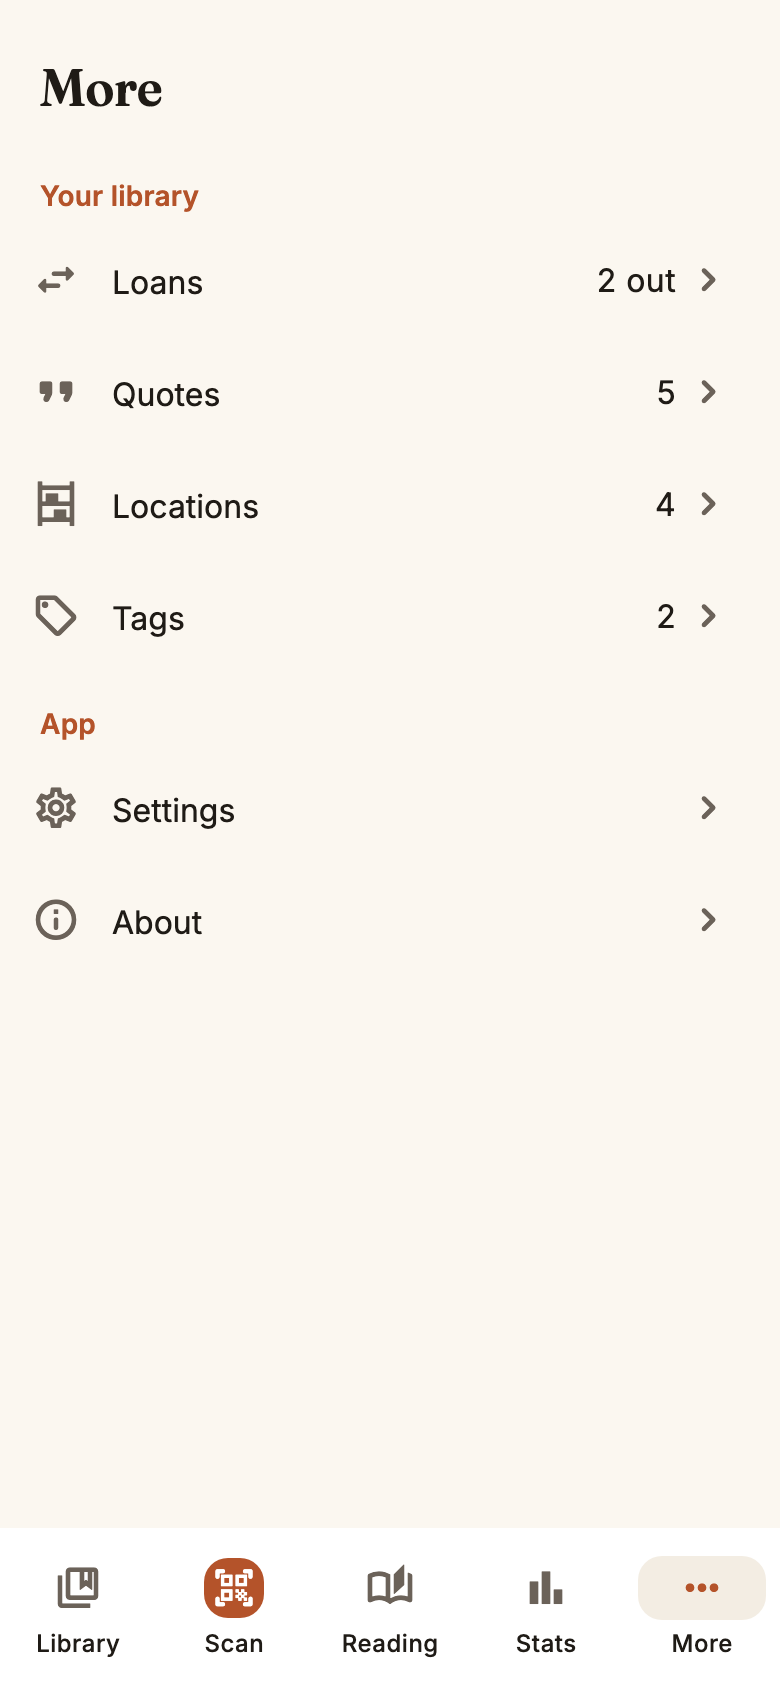 More
Your library
Loans 2 out
Quotes 5
Locations 4
Tags 2
App
Settings
About
Library Scan Reading Stats More